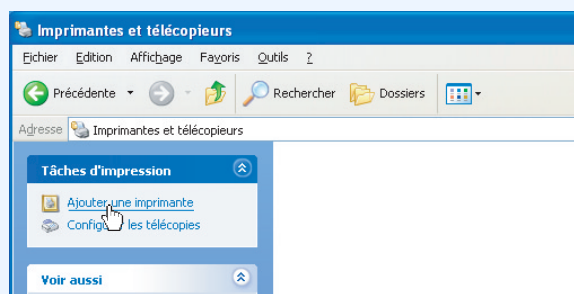 Imprimantes et télécopieurs
Fichier Edition Affichage Favoris Outils ?
Précédente Rechercher Dossiers
Adresse Imprimantes et télécopieurs
Tâches d'impression
Ajouter une imprimante
les télécopies
Voir aussi